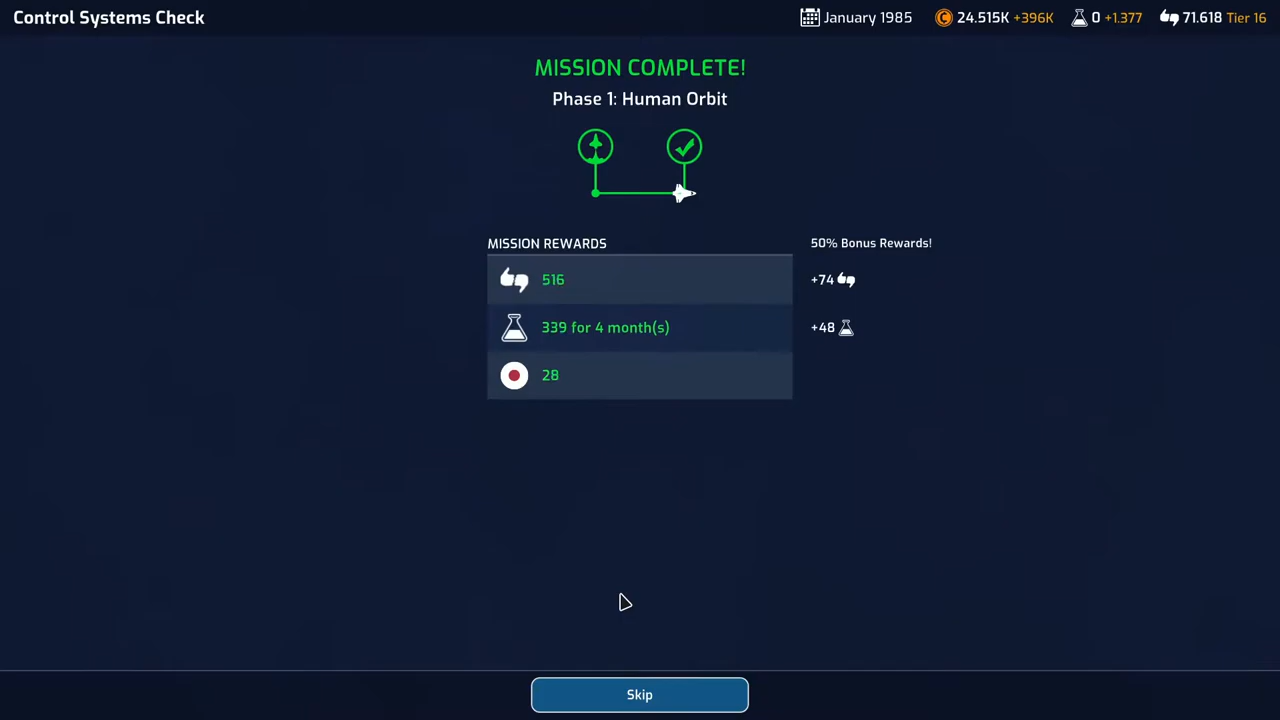 Control Systems Check
January 1985
24.515K +396K
0 +1.377
71.618 Tier 16
MISSION COMPLETE!
Phase 1: Human Orbit
MISSION REWARDS
50% Bonus Rewards!
516
+74
339 for 4 month(s)
+48
28
Skip